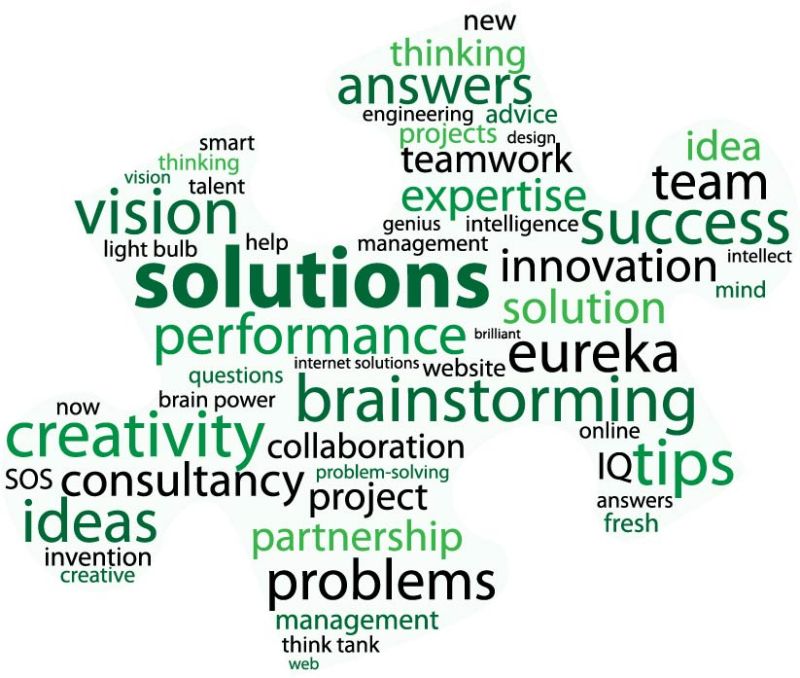 new
thinking
answers
engineering advice
projects design
teamwork
expertise
genius intelligence
management
smart
thinking
vision
talent
vision
light bulb help
idea
team
success
solutions
innovation intellect
mind
solution
performance
brilliant
eureka
internet solutions website
questions
brain power
brainstorming
now
creativity
collaboration
online
IQ tips
answers
fresh
SOS consultancy problem-solving
project
ideas
invention
creative
partnership
problems
management
think tank
web